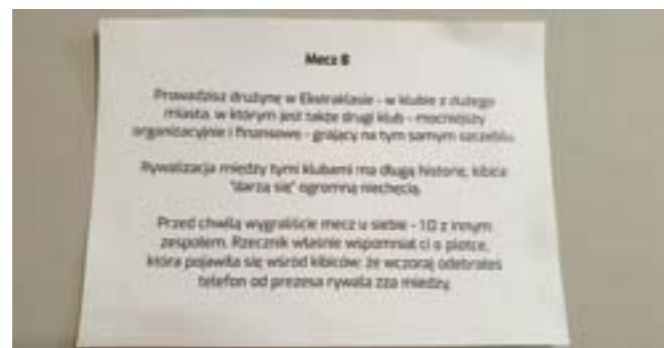 Mecz 8
Prowadzisz drużynę w Ekstraklasie - w klubie z dużego
miasta, w którym jest także drugi klub - mocniejszy
organizacyjnie i finansowo - grający na tym samym szczeblu.
Rywalizacja między tymi klubami ma długą historię, kibice
"darzą się" ogromną niechęcią.
Przed chwilą wygraliście mecz u siebie - 1:0 z innym
zespołem. Rzecznik właśnie wspomniał ci o plotce,
która pojawiła się wśród kibiców: że wczoraj odebrałeś
telefon od prezesa rywala zza miedzy.